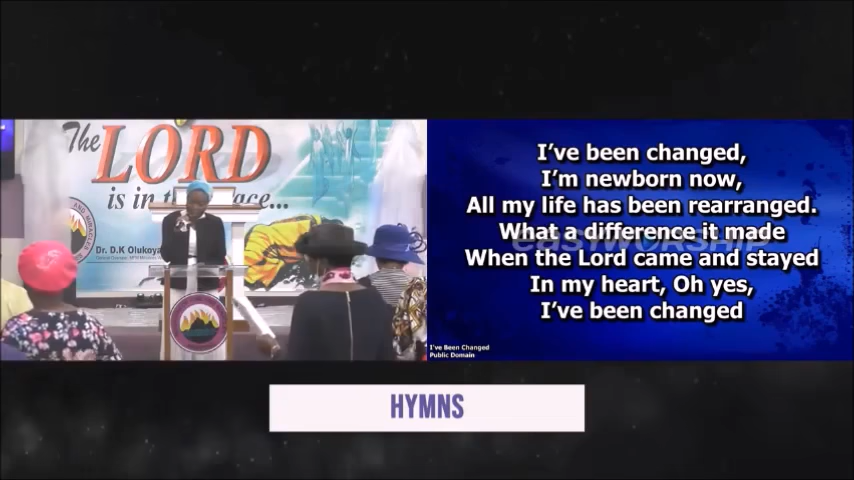 The
LORD
is in
ace...
Dr. D.K Olukoya
I've been changed,
I'm newborn now,
All my life has been rearranged.
What a difference it made
easyworship
When the Lord came and stayed
In my heart, Oh yes,
I've been changed
I've Been Changed
Public Domain
HYMNS